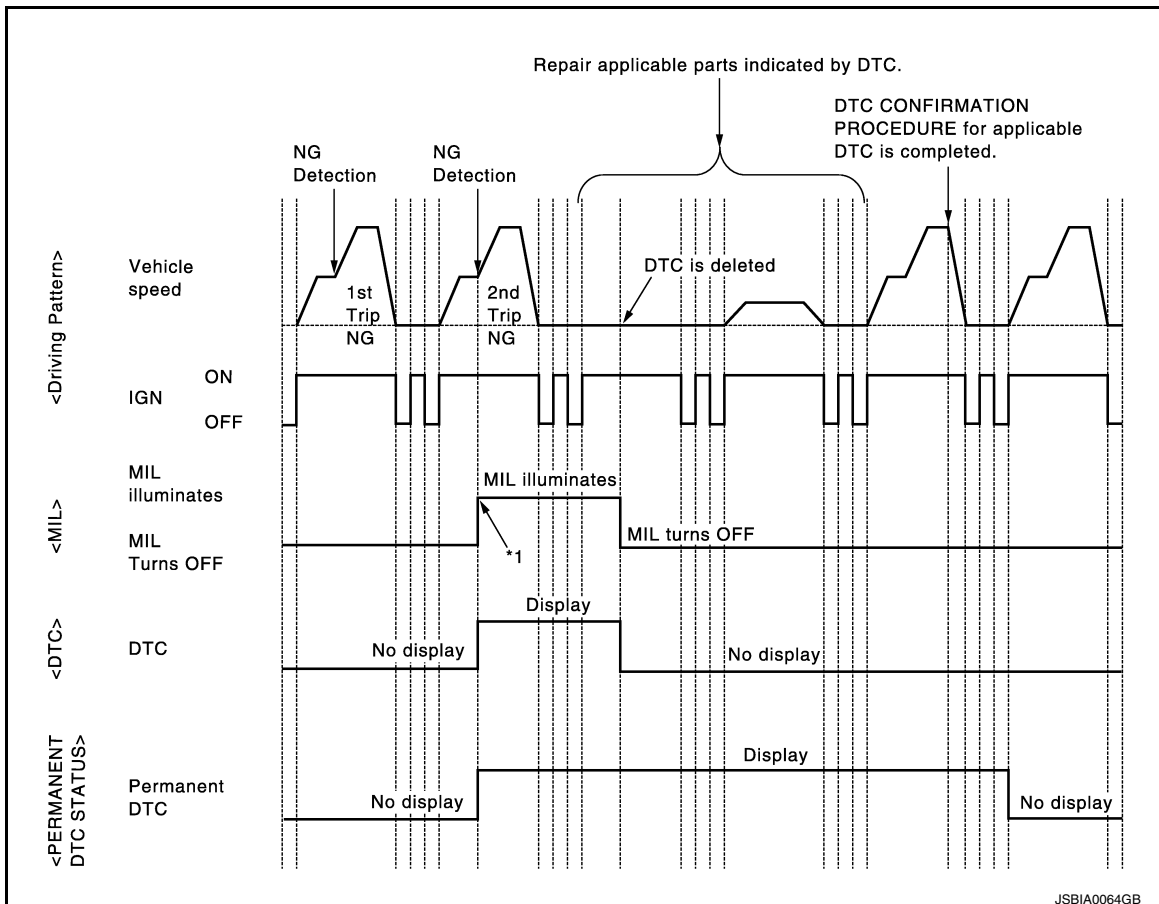 Repair applicable parts indicated by DTC.
DTC CONFIRMATION
PROCEDURE for applicable
DTC is completed.
NG
Detection
NG
Detection
<Driving Pattern>
Vehicle
speed
1st
Trip
NG
2nd
Trip
NG
DTC is deleted
IGN
ON
OFF
<MIL>
MIL
illuminates
MIL
Turns OFF
MIL illuminates
*1
MIL turns OFF
<DTC>
DTC
No display
Display
No display
<PERMANENT
DTC STATUS>
Permanent
DTC
No display
Display
No display
JSBIA0064GB